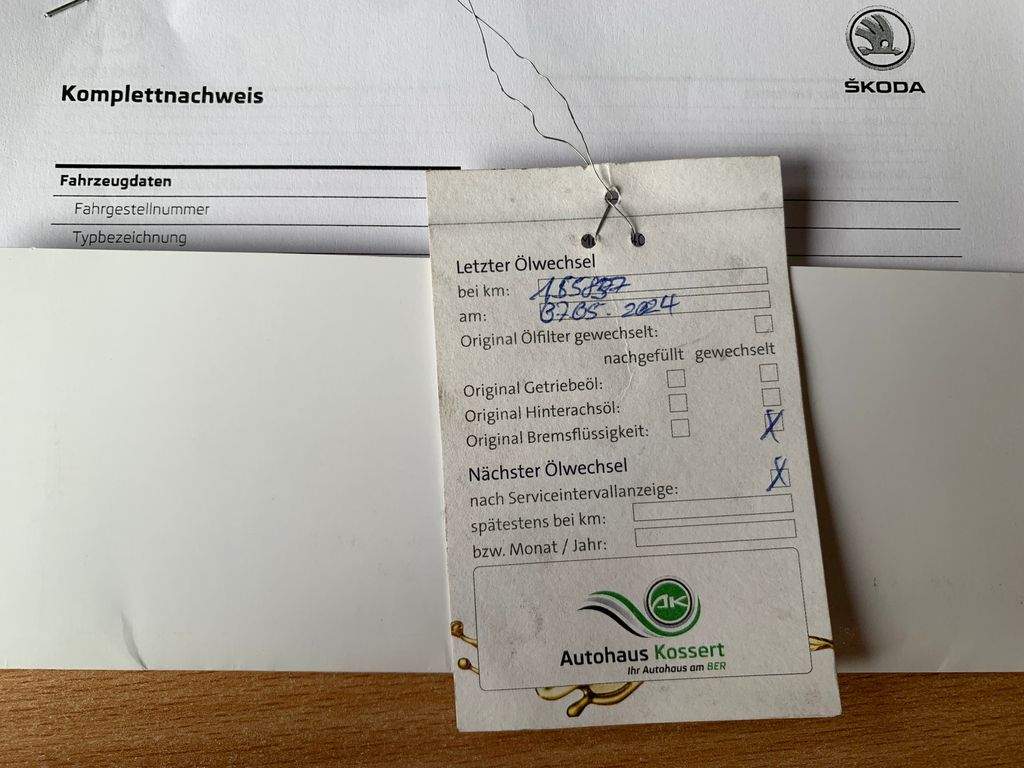 Komplettnachweis
ŠKODA
Fahrzeugdaten
Fahrgestellnummer
Typbezeichnung
Letzter Ölwechsel
bei km:
am: 2024
Original Ölfilter gewechselt:
nachgefüllt gewechselt
Original Getriebeöl:
Original Hinterachsöl:
Original Bremsflüssigkeit:
Nächster Ölwechsel
nach Serviceintervallanzeige:
spätestens bei km:
bzw. Monat / Jahr:
AK
Autohaus Kossert
Ihr Autohaus am BER